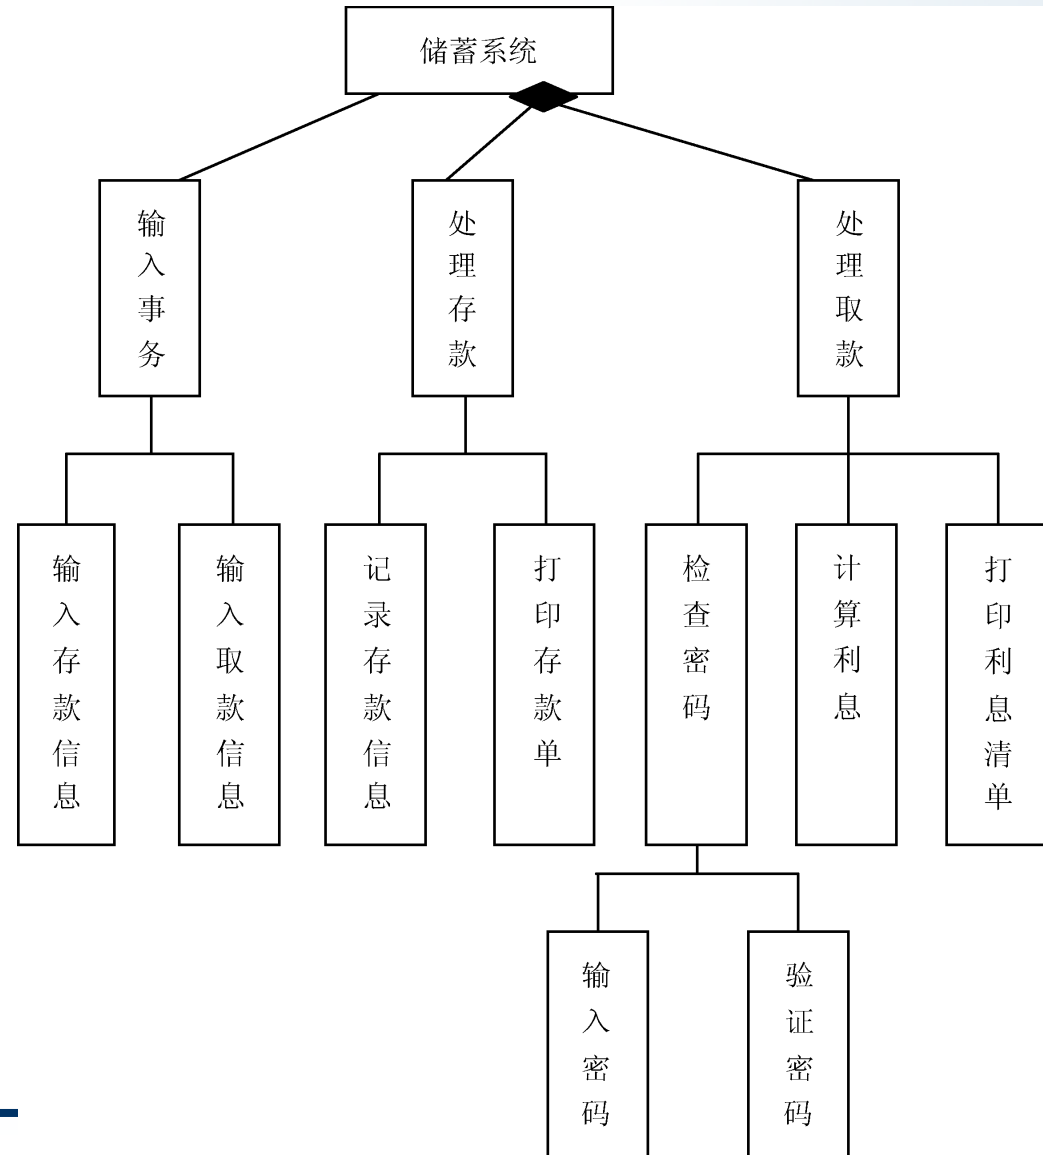 储蓄系统
输入事务
处理存款
处理取款
输入存款信息
输入取款信息
记录存款信息
打印存款单
检查密码
计算利息
打印利息清单
输入密码
验证密码